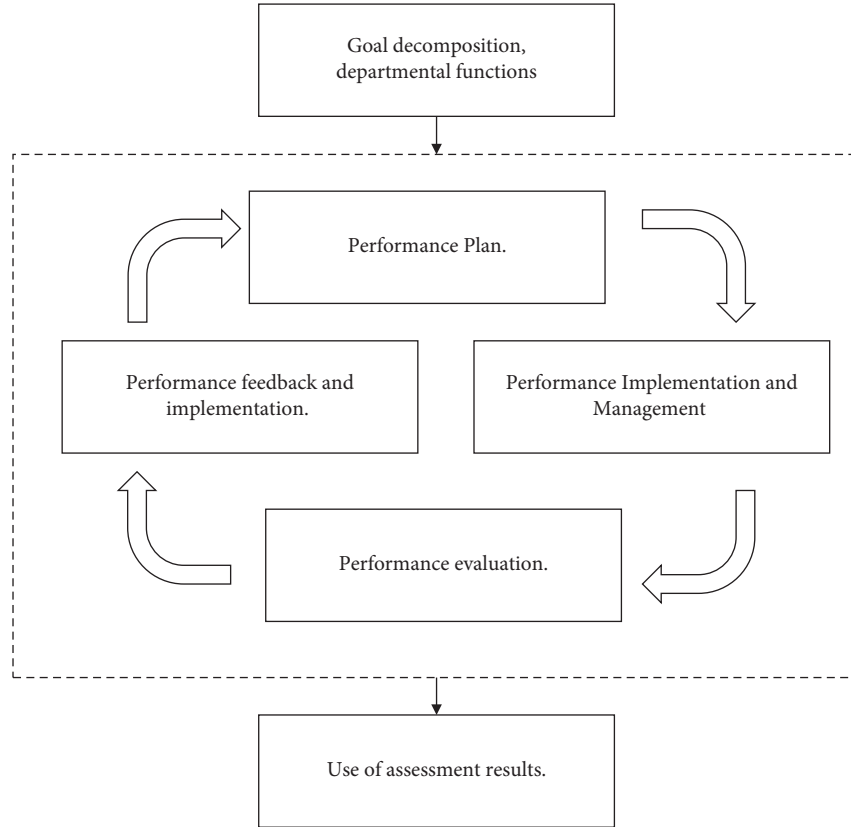 Goal decomposition,
departmental functions
Performance Plan.
Performance feedback and
implementation.
Performance Implementation and
Management
Performance evaluation.
Use of assessment results.